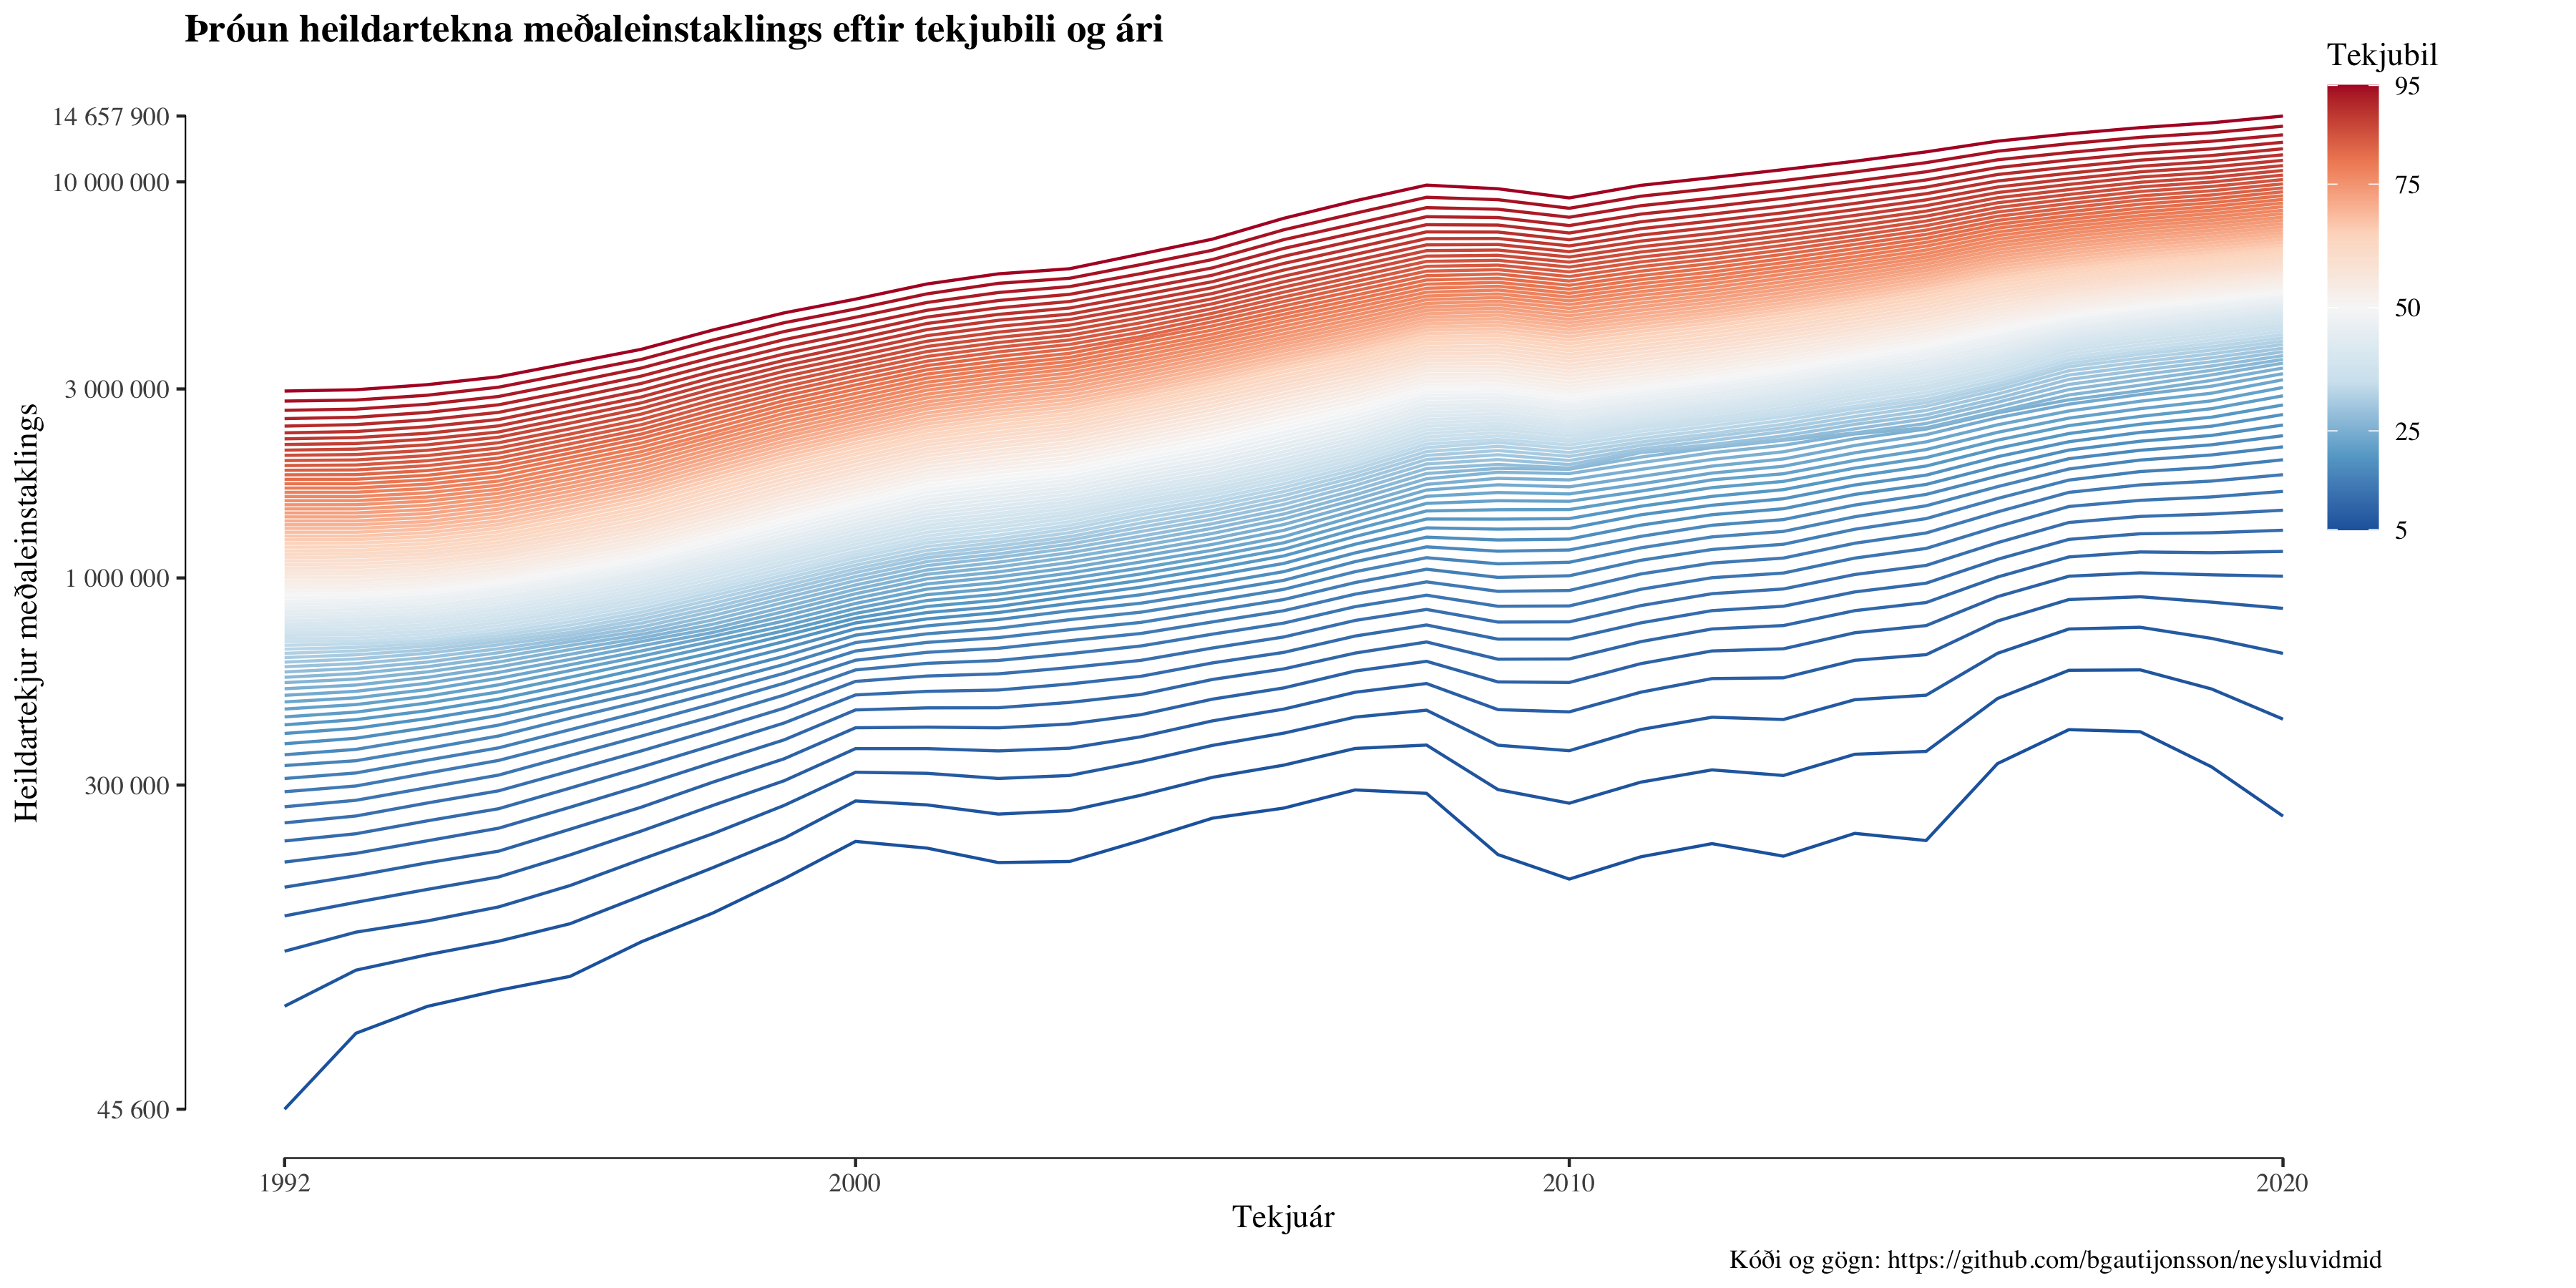 Þróun heildartekna meðaleinstaklings eftir tekjubili og ári
Tekjubil
95
75
50
25
5
Heildartekjur meðaleinstaklings
14 657 900
10 000 000
3 000 000
1 000 000
300 000
45 600
1992
2000
2010
2020
Tekjuár
Kóði og gögn: https://github.com/bgautijonsson/neysluvidmid